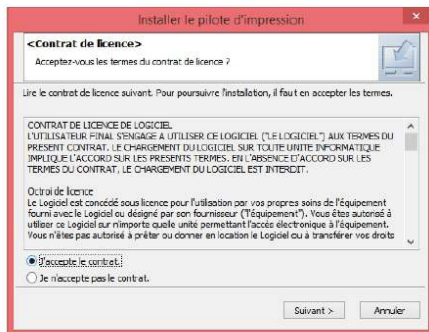 Installer le pilote d'impression
<Contrat de licence>
Acceptez-vous les termes du contrat de licence ?
Lire le contrat de licence suivant. Pour poursuivre l'installation, il faut en accepter les termes.
CONTRAT DE LICENCE DE LOGICIEL
L'UTILISATEUR FINAL S'ENGAGE A UTILISER CE LOGICIEL ("LE LOGICIEL") AUX TERMES DU
PRESENT CONTRAT. LE CHARGEMENT DU LOGICIEL SUR TOUTE UNITE INFORMATIQUE
IMPLIQUE L'ACCORD SUR LES PRESENTS TERMES. EN L'ABSENCE D'ACCORD SUR LES
TERMES DU CONTRAT, LE CHARGEMENT DU LOGICIEL EST INTERDIT.
Octroi de licence
Le Logiciel est concédé sous licence pour l'utilisation par vos propres soins de l'équipement
fourni avec le Logiciel ou désigné par son fournisseur ("l'équipement"). Vous êtes autorisé à
utiliser ce Logiciel sur n'importe quelle unité permettant l'accès électronique à l'équipement.
Vous n'êtes pas autorisé à prêter ou donner en location le Logiciel ou à transférer vos droits
J'accepte le contrat.
Je n'accepte pas le contrat.
Suivant >
Annuler